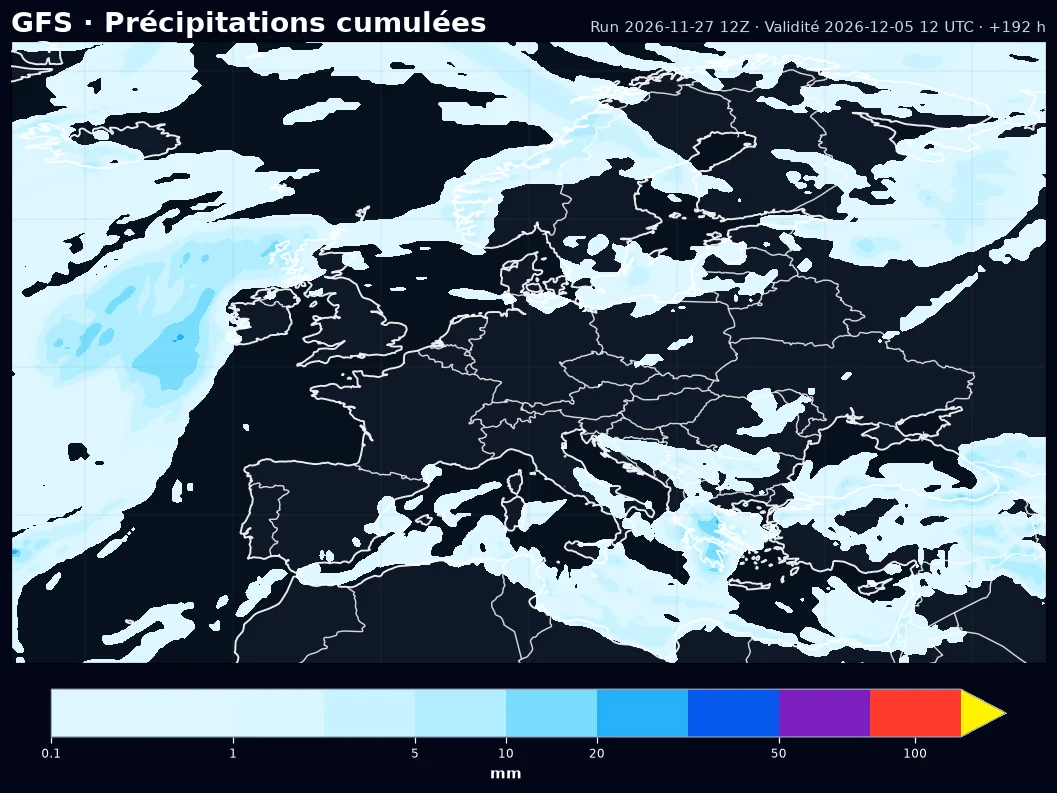 GFS · Précipitations cumulées
Run 2026-11-27 12Z · Validité 2026-12-05 12 UTC · +192 h
0.1 1 5 10 20 50 100
mm